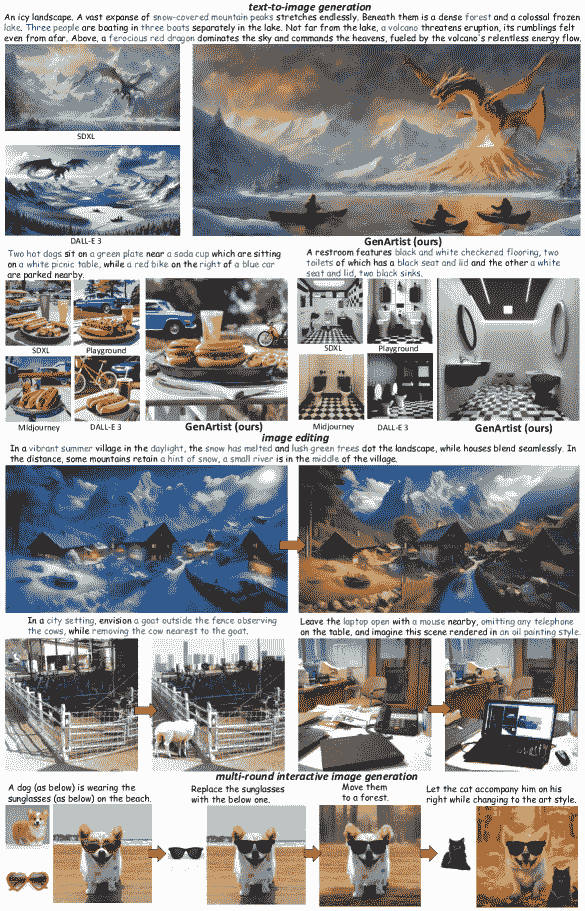 text-to-image generation
An icy landscape. A vast expanse of snow-covered mountain peaks stretches endlessly. Beneath them is a dense forest and a colossal frozen
lake. Three people are boating in three boats separately in the lake. Not far from the lake, a volcano threatens eruption, its rumblings felt
even from afar. Above, a ferocious red dragon dominates the sky and commands the heavens, fueled by the volcano's relentless energy flow.
SDXL
DALL-E 3
GenArtist (ours)
Two hot dogs sit on a green plate near a soda cup which are sitting
on a white picnic table, while a red bike on the right of a blue car
are parked nearby.
SDXL
Playground
Midjourney
DALL-E 3
GenArtist (ours)
A restroom features black and white checkered flooring, two
toilets of which has a black seat and lid and the other a white
seat and lid, two black sinks.
SDXL
Playground
Midjourney
DALL-E 3
GenArtist (ours)
image editing
In a vibrant summer village in the daylight, the snow has melted and lush green trees dot the landscape, while houses blend seamlessly. In
the distance, some mountains retain a hint of snow, a small river is in the middle of the village.
In a city setting, envision a goat outside the fence observing
the cows, while removing the cow nearest to the goat.
Leave the laptop open with a mouse nearby, omitting any telephone
on the table, and imagine this scene rendered in an oil painting style.
multi-round interactive image generation
A dog (as below) is wearing the
sunglasses (as below) on the beach.
Replace the sunglasses
with the below one.
Move them
to a forest.
Let the cat accompany him on his
right while changing to the art style.